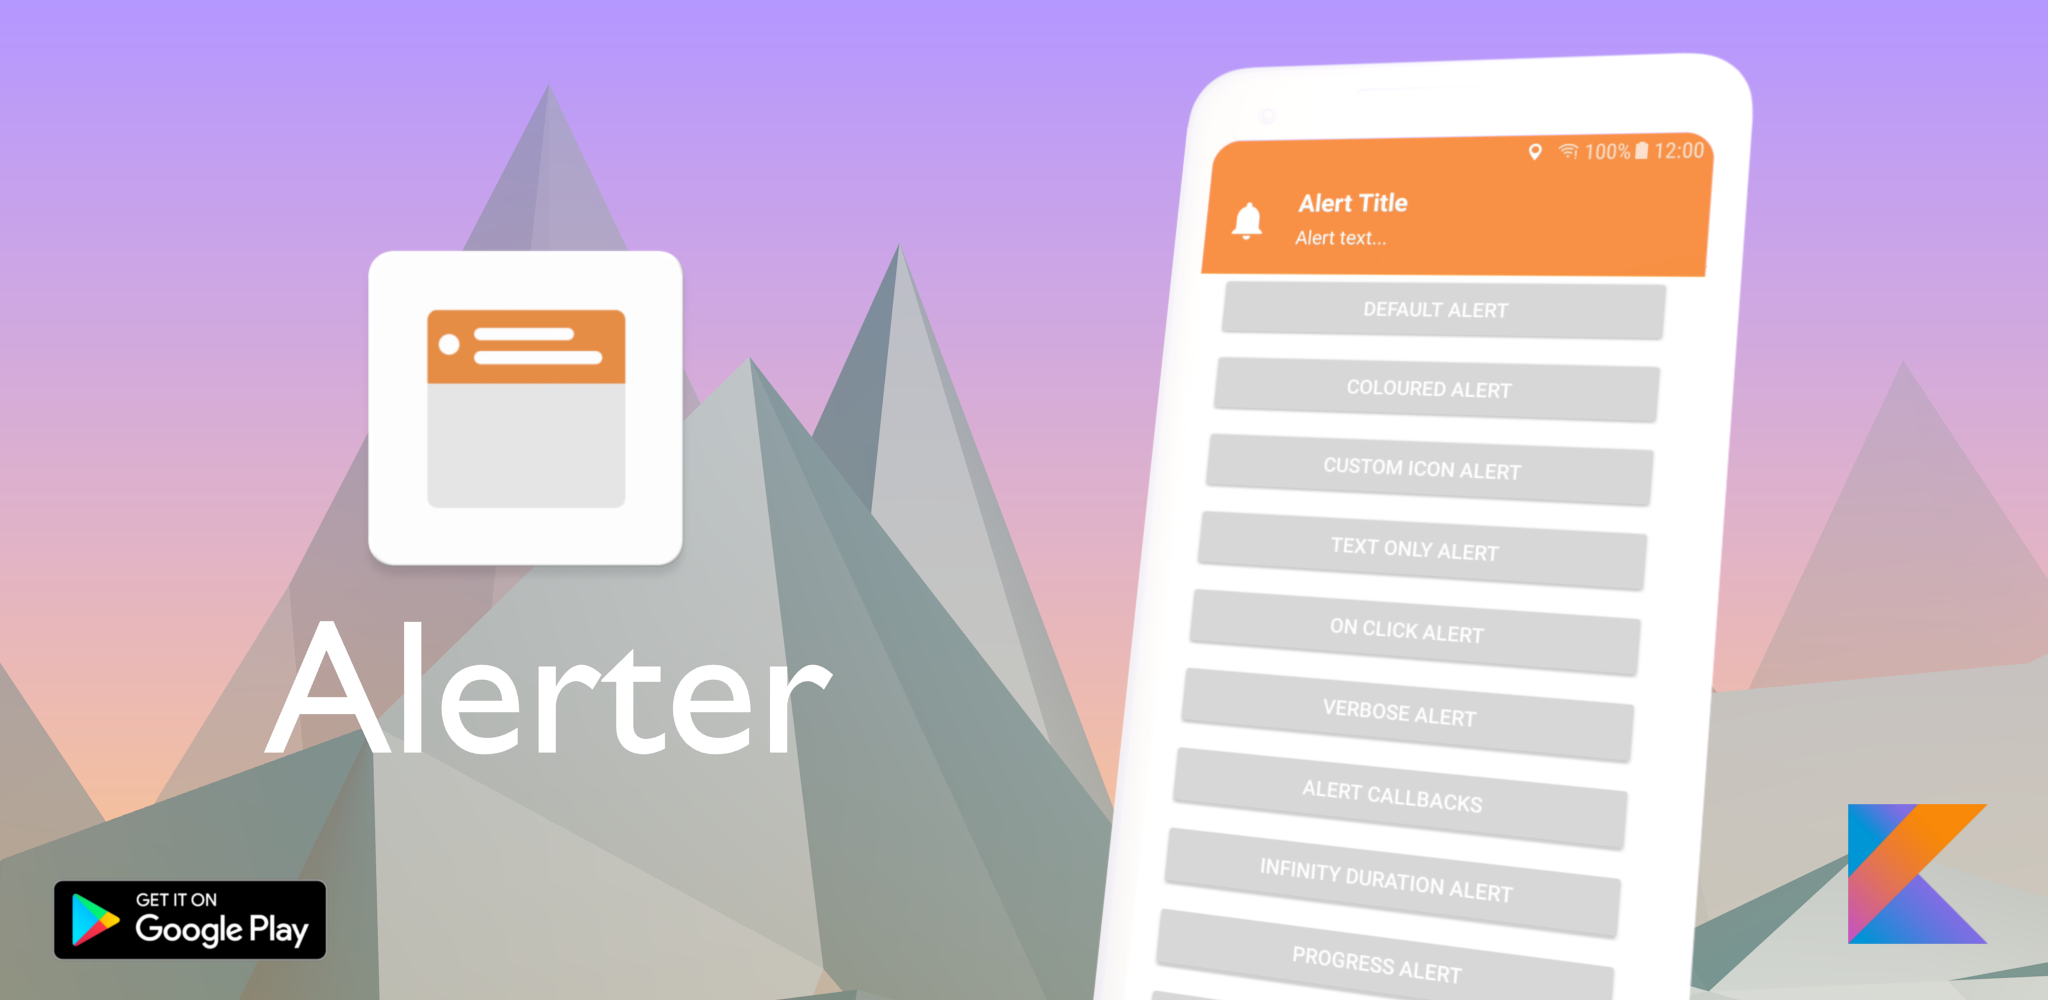 Alerter
GET IT ON
Google Play
100% 12:00
Alert Title
Alert text...
DEFAULT ALERT
COLOURED ALERT
CUSTOM ICON ALERT
TEXT ONLY ALERT
ON CLICK ALERT
VERBOSE ALERT
ALERT CALLBACKS
INFINITY DURATION ALERT
PROGRESS ALERT